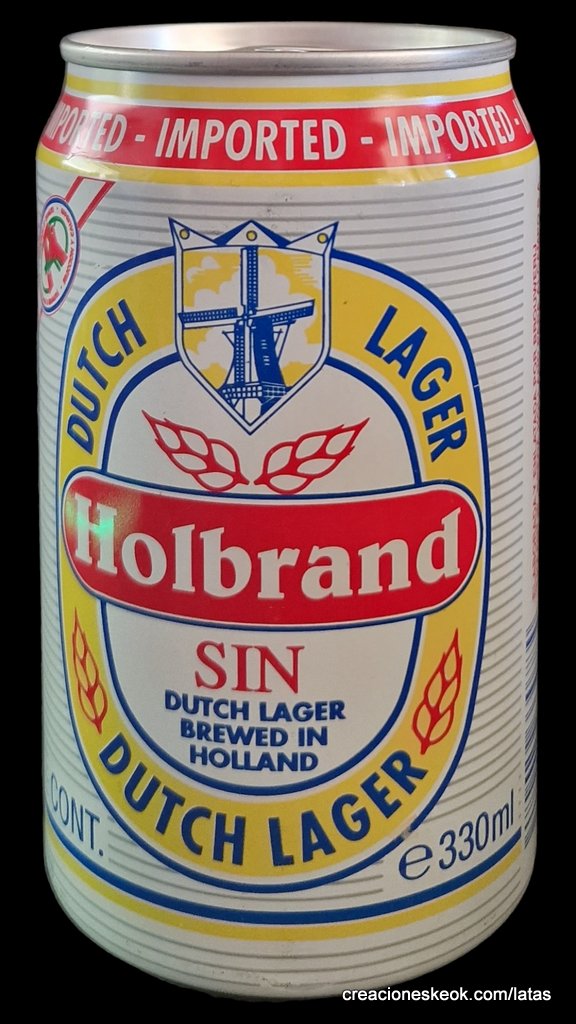 IMPORTED - IMPORTED - IMPORTED -
DUTCH LAGER
Holbrand
SIN
DUTCH LAGER
BREWED IN
HOLLAND
DUTCH LAGER
CONT.
e 330ml
creacioneskeok.com/latas